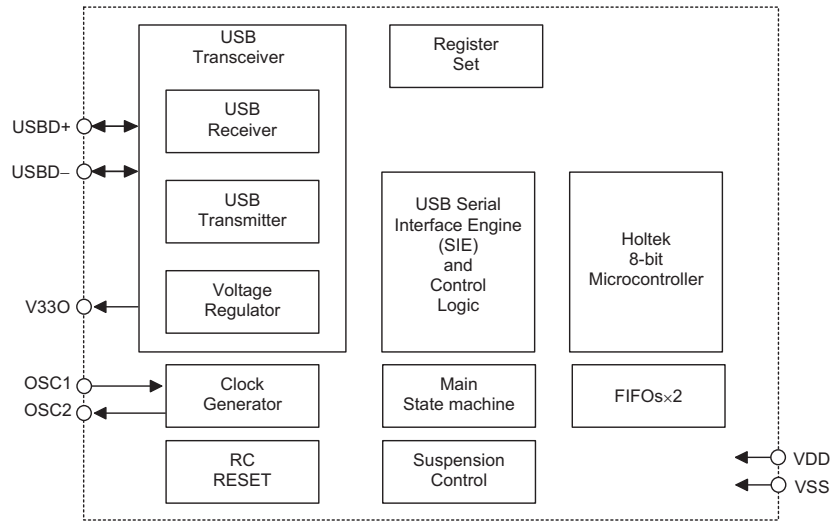 USB
Transceiver
Register
Set
USB
Receiver
USBD+
USBD−
USB
Transmitter
USB Serial
Interface Engine
(SIE)
and
Control
Logic
Holtek
8-bit
Microcontroller
Voltage
Regulator
V33O
OSC1
OSC2
Clock
Generator
Main
State machine
FIFOs×2
RC
RESET
Suspension
Control
VDD
VSS